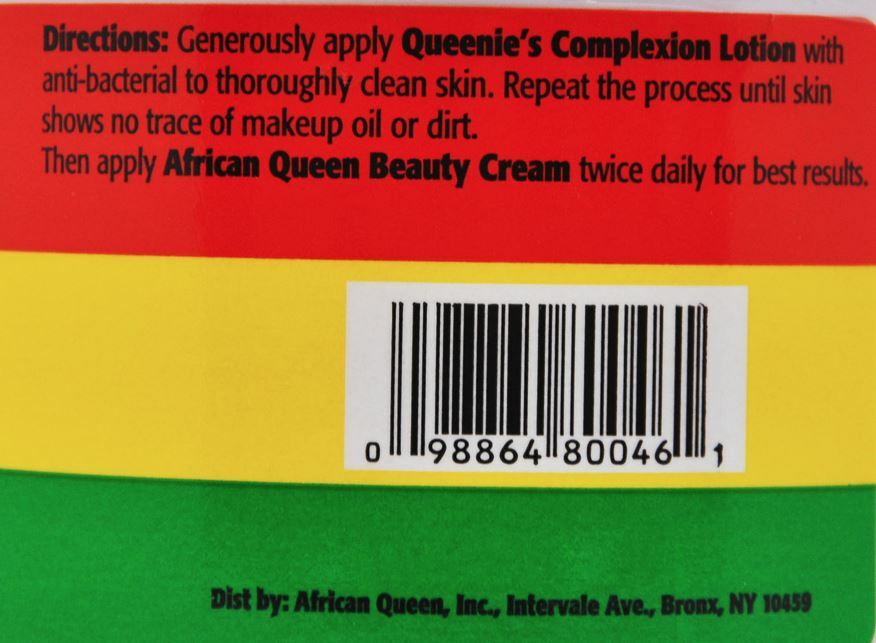 Directions: Generously apply Queenie's Complexion Lotion with
anti-bacterial to thoroughly clean skin. Repeat the process until skin
shows no trace of makeup oil or dirt.
Then apply African Queen Beauty Cream twice daily for best results.
0 98864 80046 1
Dist by: African Queen, Inc., Intervale Ave., Bronx, NY 10459